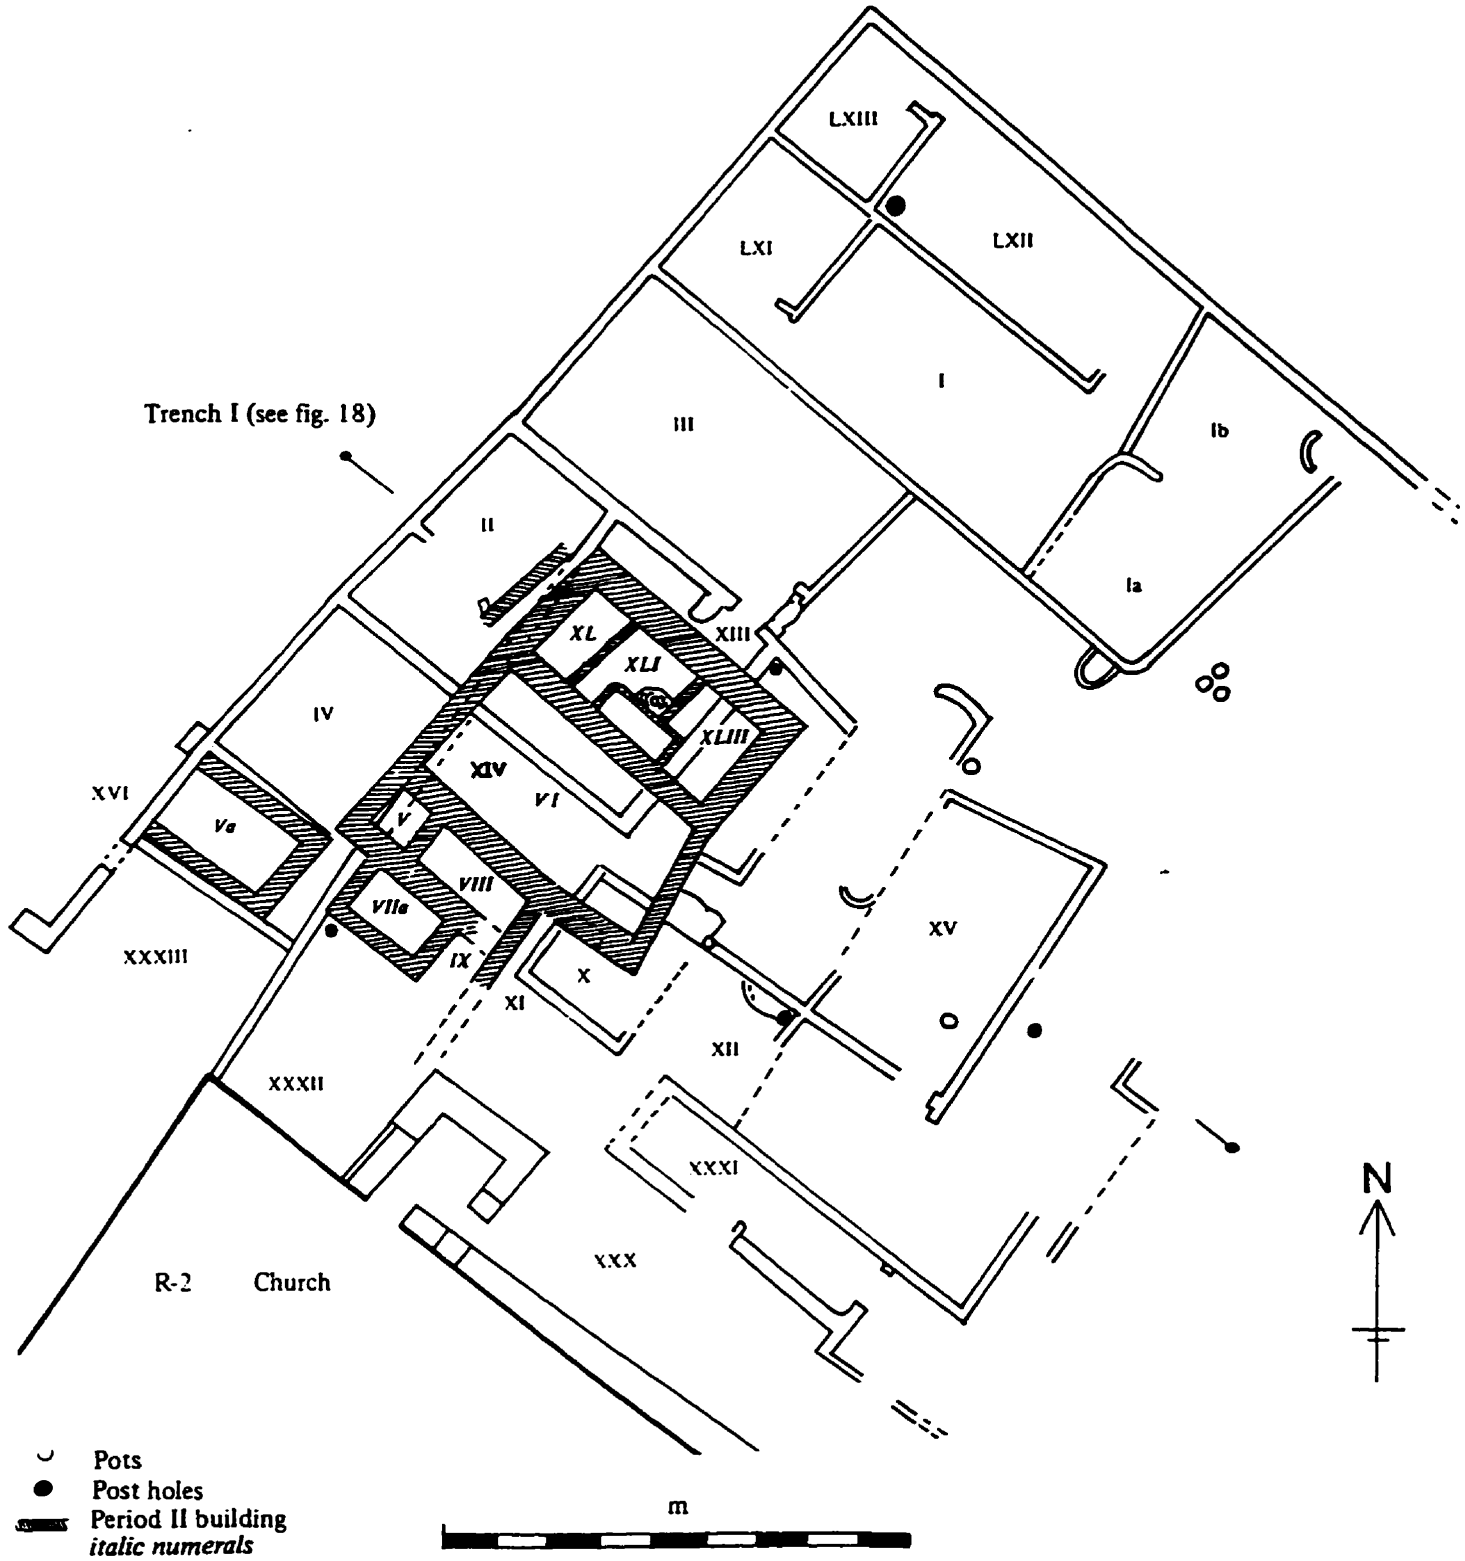 LXIII
LXI
LXII
I
Trench I (see fig. 18)
III
Ib
II
Ia
XL
XIII
XLI
IV
XLIII
XIV
VI
XVI
Va
V
VIII
VIIa
XV
XXXIII
IX
X
XI
XII
XXXII
XXXI
N
XXX
R-2 Church
Pots
Post holes
Period II building
italic numerals
m